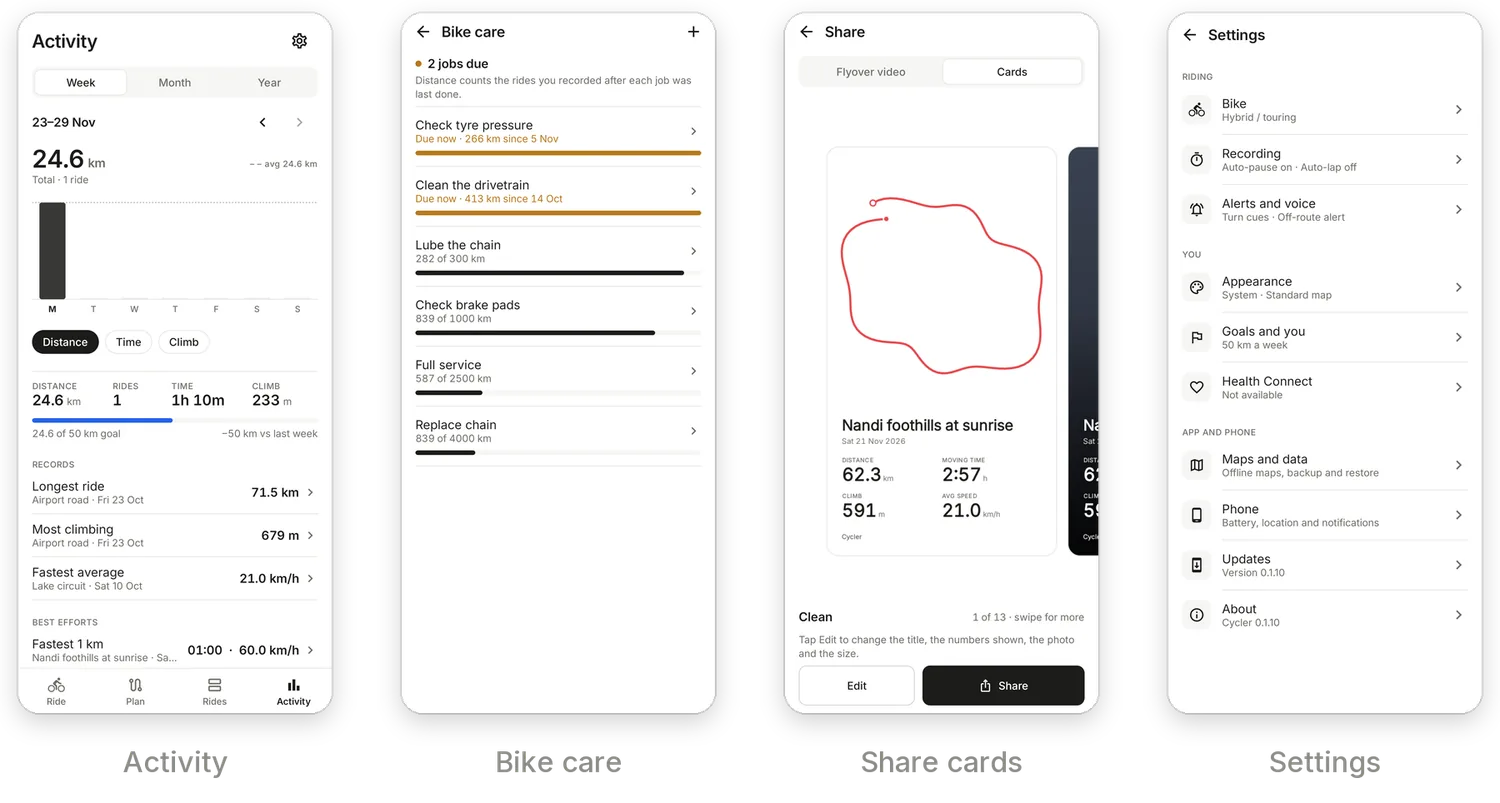 Activity
Week Month Year
23–29 Nov
24.6 km
– – avg 24.6 km
Total · 1 ride
M T W T F S S
Distance Time Climb
DISTANCE RIDES TIME CLIMB
24.6 km 1 1h 10m 233 m
24.6 of 50 km goal −50 km vs last week
RECORDS
Longest ride
Airport road · Fri 23 Oct
71.5 km
Most climbing
Airport road · Fri 23 Oct
679 m
Fastest average
Lake circuit · Sat 10 Oct
21.0 km/h
BEST EFFORTS
Fastest 1 km
Nandi foothills at sunrise · Sa...
01:00 · 60.0 km/h
Ride Plan Rides Activity
Activity
Bike care
2 jobs due
Distance counts the rides you recorded after each job was
last done.
Check tyre pressure
Due now · 266 km since 5 Nov
Clean the drivetrain
Due now · 413 km since 14 Oct
Lube the chain
282 of 300 km
Check brake pads
839 of 1000 km
Full service
587 of 2500 km
Replace chain
839 of 4000 km
Bike care
Share
Flyover video Cards
Nandi foothills at sunrise
Sat 21 Nov 2026
DISTANCE MOVING TIME
62.3 km 2:57 h
CLIMB AVG SPEED
591 m 21.0 km/h
Cycler
Clean
1 of 13 · swipe for more
Tap Edit to change the title, the numbers shown, the photo
and the size.
Edit Share
Share cards
Settings
RIDING
Bike
Hybrid / touring
Recording
Auto-pause on · Auto-lap off
Alerts and voice
Turn cues · Off-route alert
YOU
Appearance
System · Standard map
Goals and you
50 km a week
Health Connect
Not available
APP AND PHONE
Maps and data
Offline maps, backup and restore
Phone
Battery, location and notifications
Updates
Version 0.1.10
About
Cycler 0.1.10
Settings